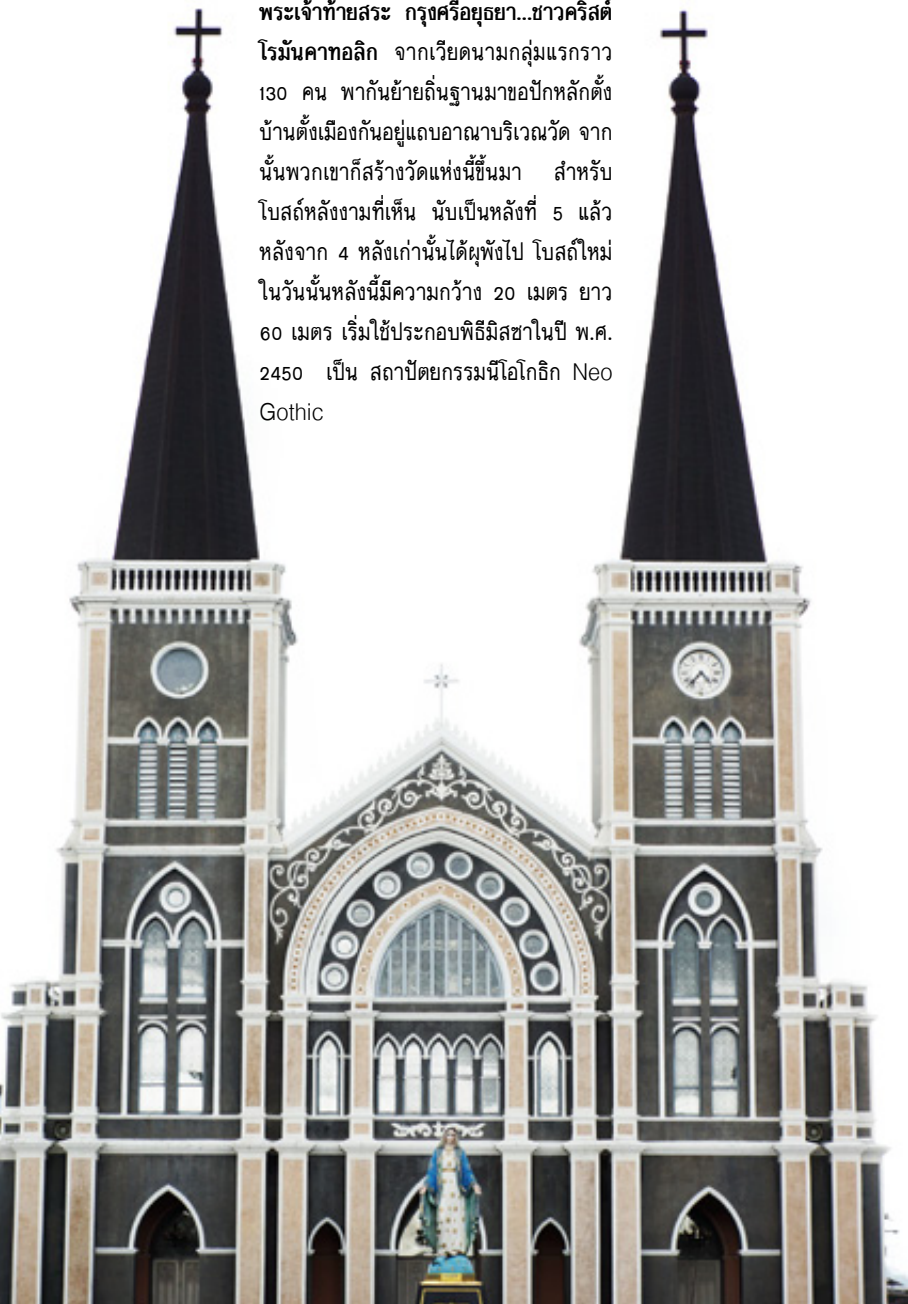 พระเจ้าท้ายสระ กรุงศรีอยุธยา...ชาวคริสต์
โรมันคาทอลิก จากเวียดนามกลุ่มแรกราว
130 คน พากันย้ายถิ่นฐานมาขอปักหลักตั้ง
บ้านตั้งเมืองกันอยู่แถบอาณาบริเวณวัด จาก
นั้นพวกเขาก็สร้างวัดแห่งนี้ขึ้นมา สำหรับ
โบสถ์หลังงามที่เห็น นับเป็นหลังที่ 5 แล้ว
หลังจาก 4 หลังเก่านั้นได้ผุพังไป โบสถ์ใหม่
ในวันนั้นหลังนี้มีความกว้าง 20 เมตร ยาว
60 เมตร เริ่มใช้ประกอบพิธีมิสซาในปี พ.ศ.
2450 เป็น สถาปัตยกรรมนีโอโกธิก Neo
Gothic